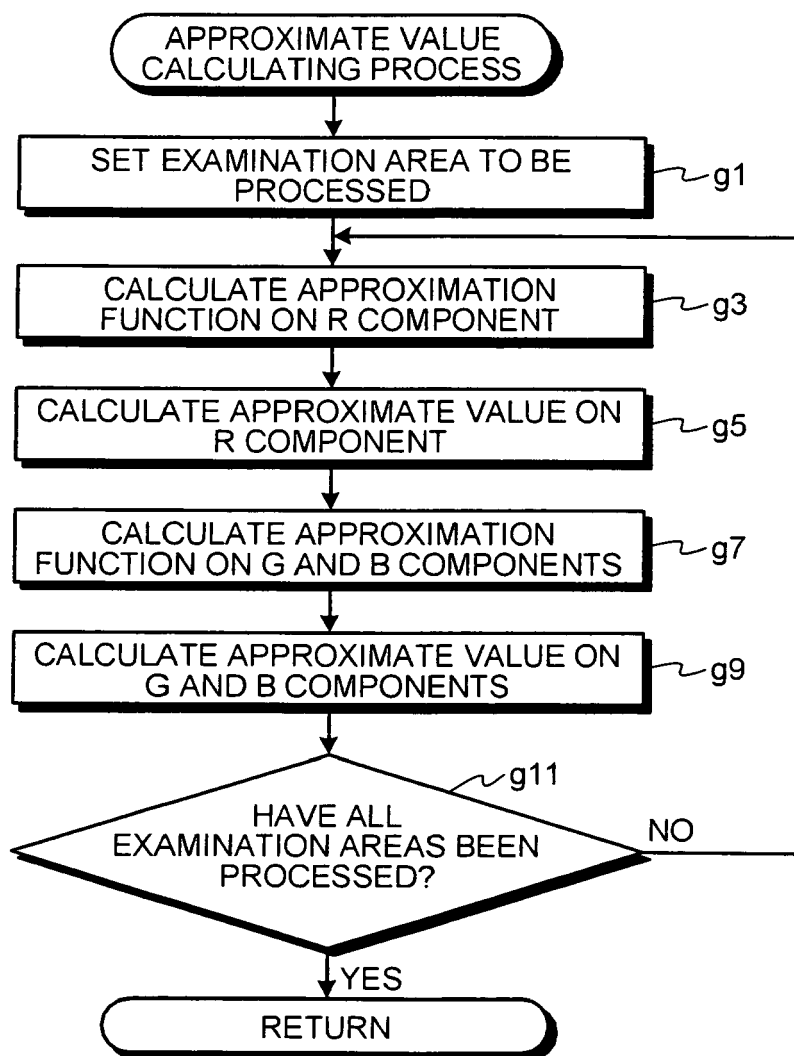 APPROXIMATE VALUE
CALCULATING PROCESS
SET EXAMINATION AREA TO BE
PROCESSED
g1
CALCULATE APPROXIMATION
FUNCTION ON R COMPONENT
g3
CALCULATE APPROXIMATE VALUE ON
R COMPONENT
g5
CALCULATE APPROXIMATION
FUNCTION ON G AND B COMPONENTS
g7
CALCULATE APPROXIMATE VALUE ON
G AND B COMPONENTS
g9
g11
HAVE ALL
EXAMINATION AREAS BEEN
PROCESSED?
NO
YES
RETURN